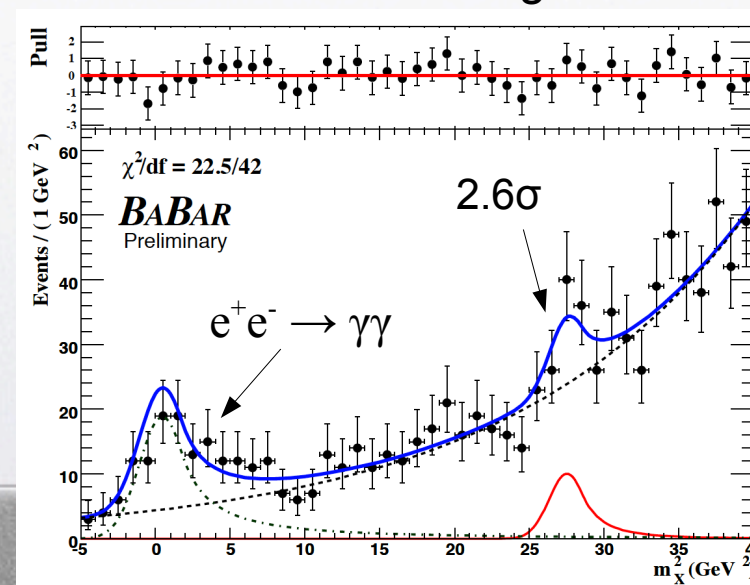 Pull
2
1
0
-1
-2
-3
Events / ( 1 GeV ²)
60
50
40
30
20
10
0
χ²/df = 22.5/42
BABAR
Preliminary
2.6σ
e⁺e⁻ → γγ
-5 0 5 10 15 20 25 30 35
m²X (GeV